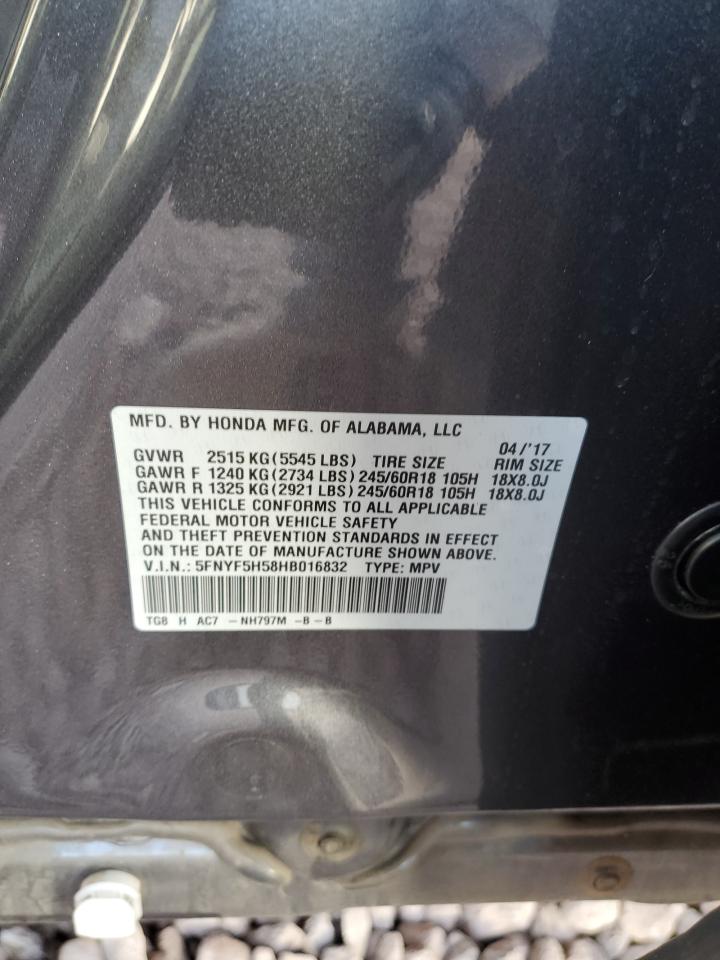 MFD. BY HONDA MFG. OF ALABAMA, LLC
04/'17
GVWR 2515 KG(5545 LBS) TIRE SIZE RIM SIZE
GAWR F 1240 KG(2734 LBS) 245/60R18 105H 18X8.0J
GAWR R 1325 KG(2921 LBS) 245/60R18 105H 18X8.0J
THIS VEHICLE CONFORMS TO ALL APPLICABLE
FEDERAL MOTOR VEHICLE SAFETY
AND THEFT PREVENTION STANDARDS IN EFFECT
ON THE DATE OF MANUFACTURE SHOWN ABOVE.
V.I.N.: 5FNYF5H58HB016832 TYPE: MPV
TG8 H AC7 -NH797M -B-B